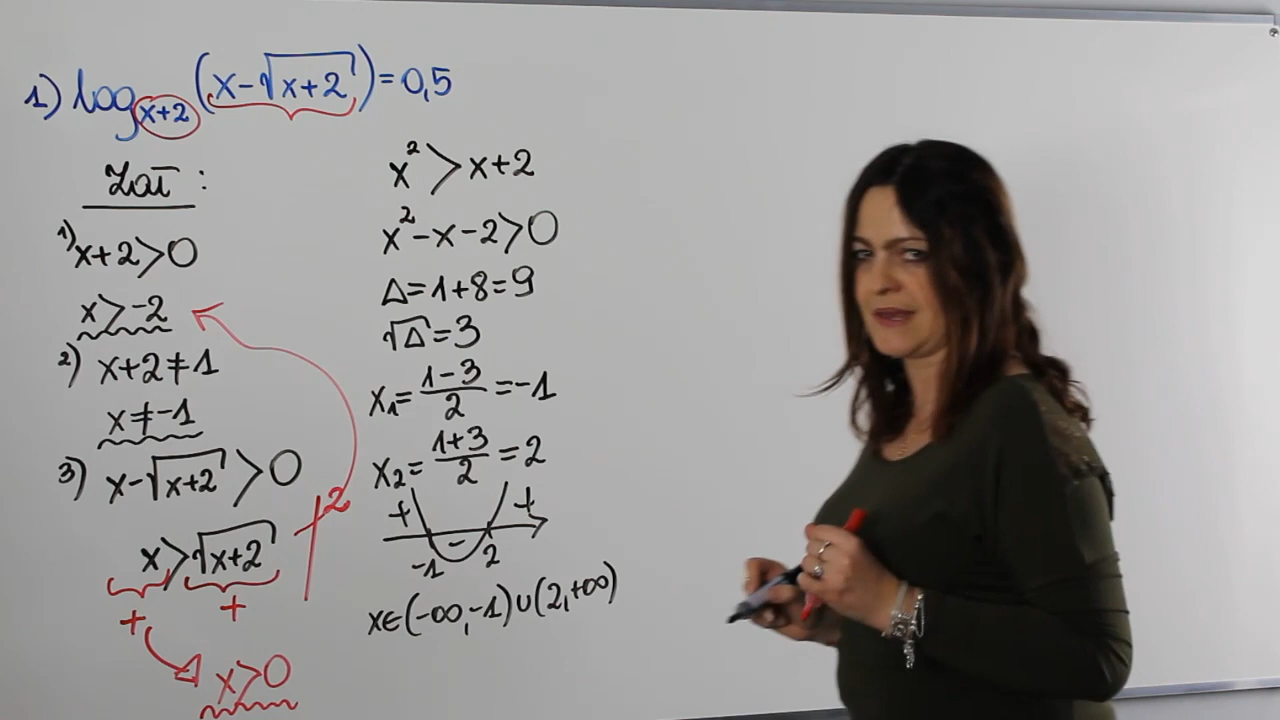 1) log_{x+2} (x-√(x+2)) = 0,5
Zał :
1) x+2>0
x>-2
2) x+2≠1
x≠-1
3) x-√(x+2) > 0
x>√(x+2) |²
+ +
x>0
x² > x+2
x²-x-2>0
Δ=1+8=9
√Δ=3
x₁= (1-3)/2 =-1
x₂= (1+3)/2 =2
+ - +
-1 2
x∈(-∞,-1)∪(2,+∞)